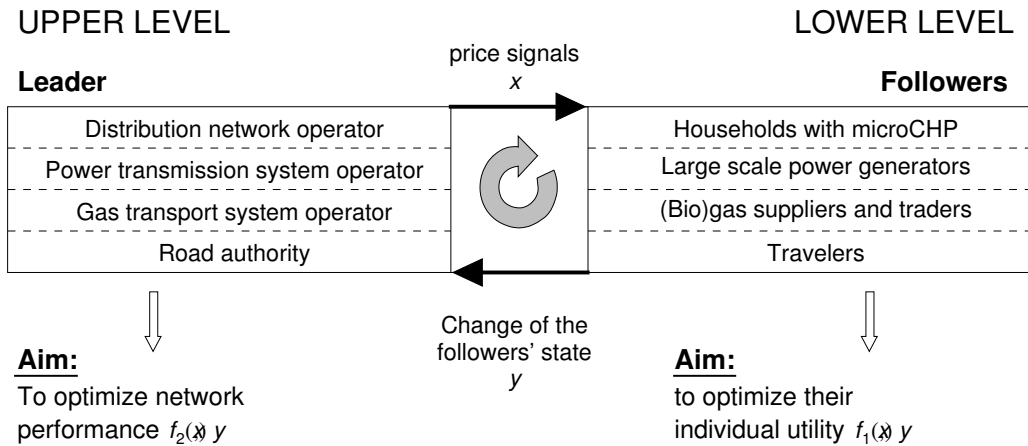 UPPER LEVEL
LOWER LEVEL
price signals
x
Leader
Followers
Distribution network operator
Households with microCHP
Power transmission system operator
Large scale power generators
Gas transport system operator
(Bio)gas suppliers and traders
Road authority
Travelers
Change of the
followers' state
y
Aim:
To optimize network
performance f₂(x) y
Aim:
to optimize their
individual utility f₁(x) y